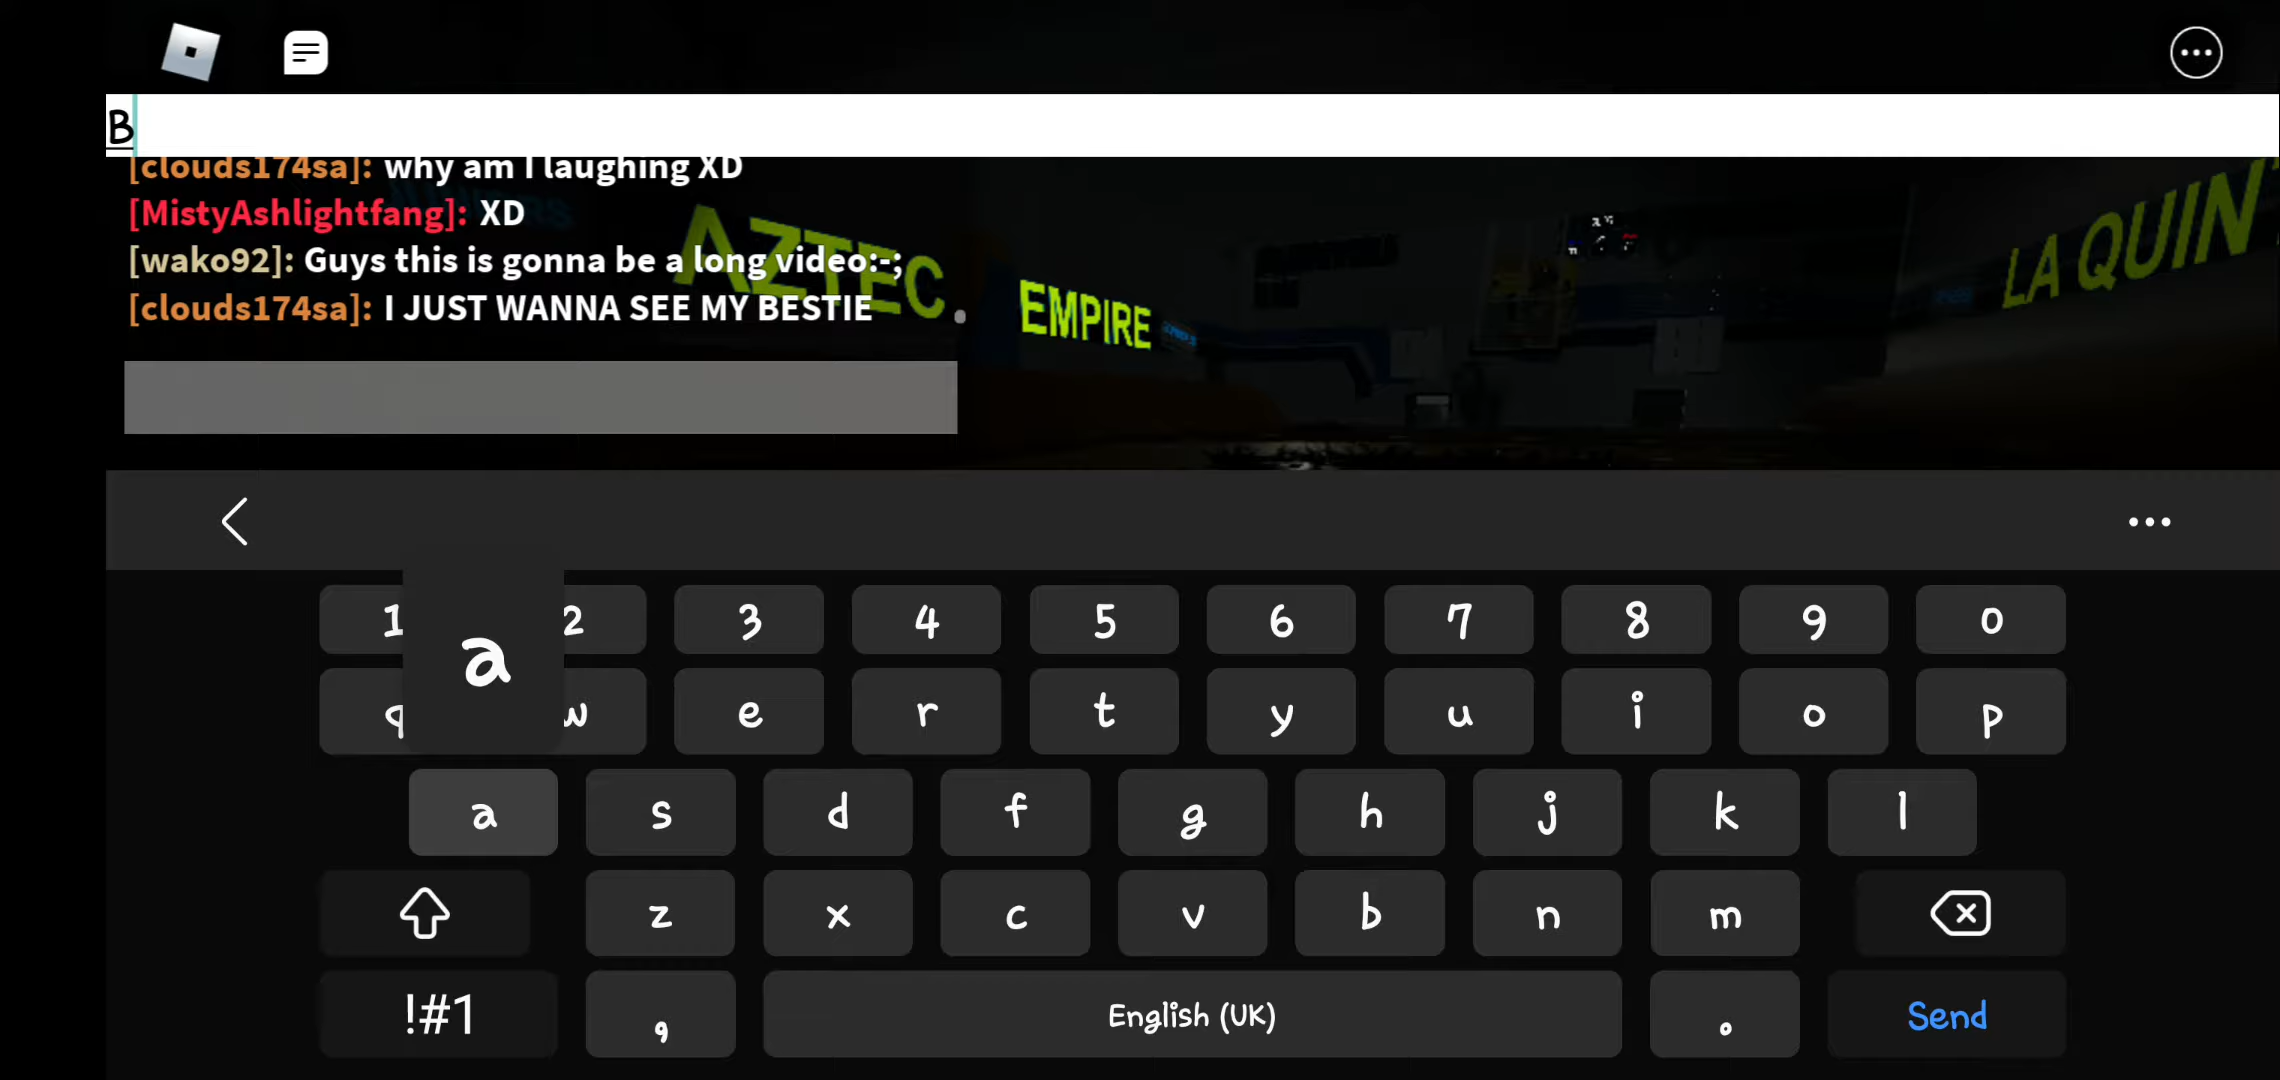 B
[clouds174sa]: why am I laughing XD
[MistyAshlightfang]: XD
[wako92]: Guys this is gonna be a long video:-;
[clouds174sa]: I JUST WANNA SEE MY BESTIE
AZTEC
EMPIRE
LA QUIN
a
1 2 3 4 5 6 7 8 9 0
q w e r t y u i o p
a s d f g h j k l
z x c v b n m
!#1 , English (UK) . Send